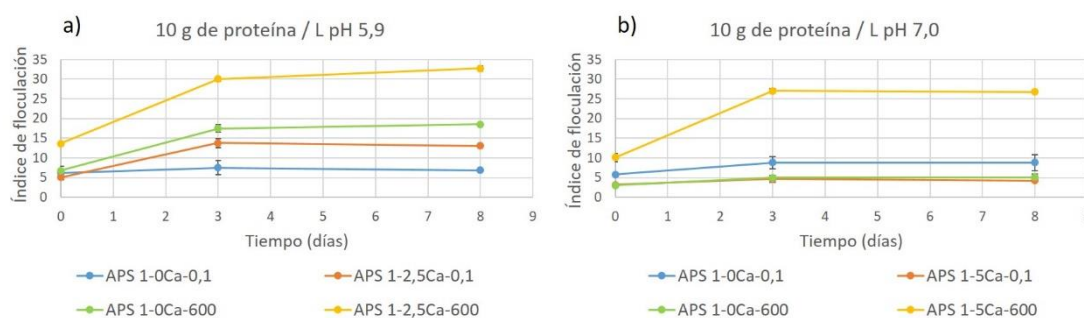 a)
10 g de proteína / L pH 5,9
Índice de floculación
35
30
25
20
15
10
5
0
0 1 2 3 4 5 6 7 8 9
Tiempo (días)
APS 1-0Ca-0,1
APS 1-2,5Ca-0,1
APS 1-0Ca-600
APS 1-2,5Ca-600
b)
10 g de proteína / L pH 7,0
Índice de floculación
35
30
25
20
15
10
5
0
0 1 2 3 4 5 6 7 8
Tiempo (días)
APS 1-0Ca-0,1
APS 1-5Ca-0,1
APS 1-0Ca-600
APS 1-5Ca-600